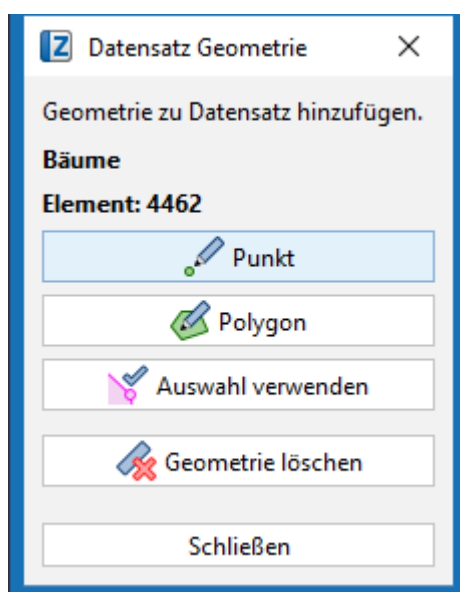 Z Datensatz Geometrie
Geometrie zu Datensatz hinzufügen.
Bäume
Element: 4462
Punkt
Polygon
Auswahl verwenden
Geometrie löschen
Schließen